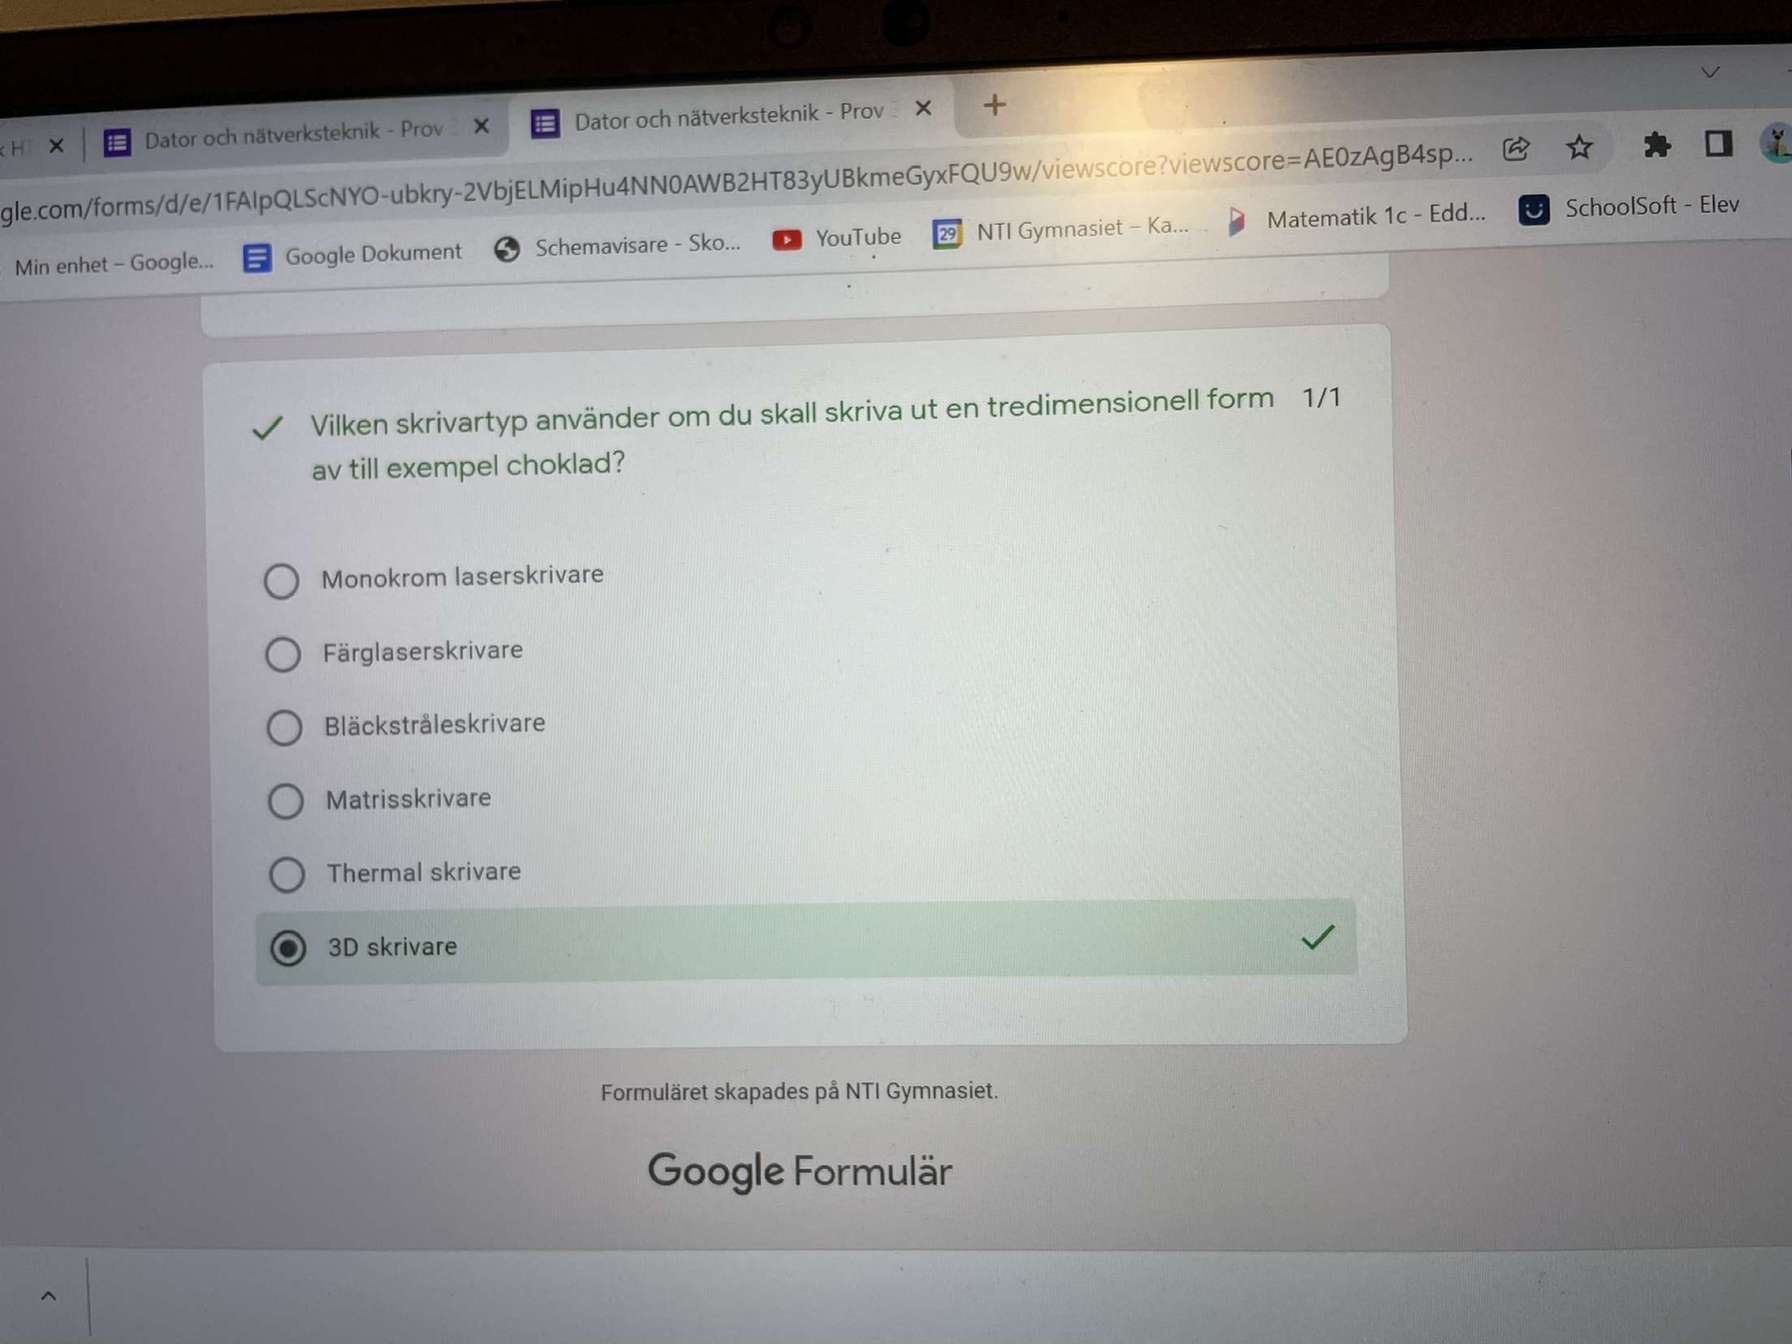 Dator och nätverksteknik - Prov
Dator och nätverksteknik - Prov
gle.com/forms/d/e/1FAIpQLScNYO-ubkry-2VbjELMipHu4NN0AWB2HT83yUBkmeGyxFQU9w/viewscore?viewscore=AE0zAgB4sp...
Min enhet – Google...
Google Dokument
Schemavisare - Sko...
YouTube
29
NTI Gymnasiet – Ka...
Matematik 1c - Edd...
SchoolSoft - Elev
Vilken skrivartyp använder om du skall skriva ut en tredimensionell form 1/1
av till exempel choklad?
Monokrom laserskrivare
Färglaserskrivare
Bläckstråleskrivare
Matrisskrivare
Thermal skrivare
3D skrivare
Formuläret skapades på NTI Gymnasiet.
Google Formulär